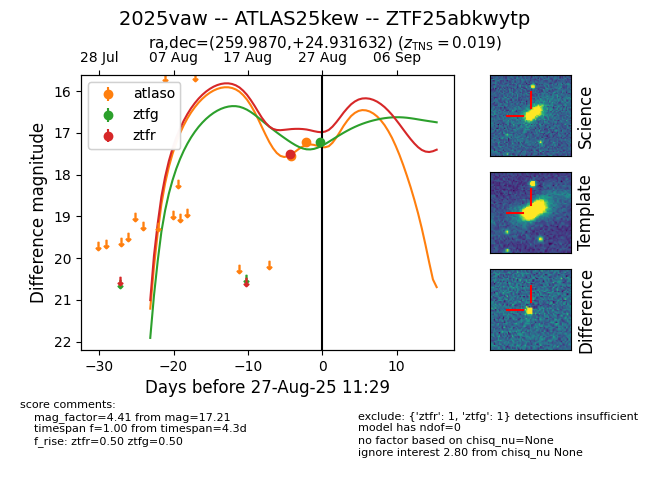 2025vaw -- ATLAS25kew -- ZTF25abkwytp
ra,dec=(259.9870,+24.931632) (z_TNS = 0.019)
28 Jul 07 Aug 17 Aug 27 Aug 06 Sep
atlaso
ztfg
ztfr
16
17
18
19
20
21
22
Difference magnitude
−30 −20 −10 0 10
Days before 27-Aug-25 11:29
Science
Template
Difference
score comments:
mag_factor=4.41 from mag=17.21
timespan f=1.00 from timespan=4.3d
f_rise: ztfr=0.50 ztfg=0.50
exclude: {'ztfr': 1, 'ztfg': 1} detections insufficient
model has ndof=0
no factor based on chisq_nu=None
ignore interest 2.80 from chisq_nu None